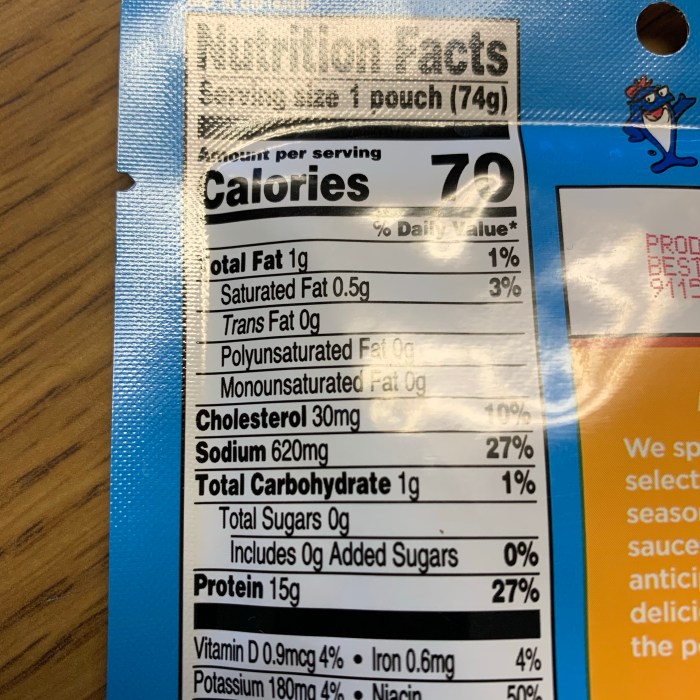 Nutrition Facts
Serving size 1 pouch (74g)
Amount per serving
Calories 70
% Daily Value*
Total Fat 1g 1%
Saturated Fat 0.5g 3%
Trans Fat 0g
Polyunsaturated Fat 0g
Monounsaturated Fat 0g
Cholesterol 30mg 10%
Sodium 620mg 27%
Total Carbohydrate 1g 1%
Total Sugars 0g
Includes 0g Added Sugars 0%
Protein 15g 27%
Vitamin D 0.9mcg 4% • Iron 0.6mg 4%
Potassium 180mg 4% • Niacin 50%
PROD
BEST
9115
We sp
select
seaso
sauce
antici
delici
the p